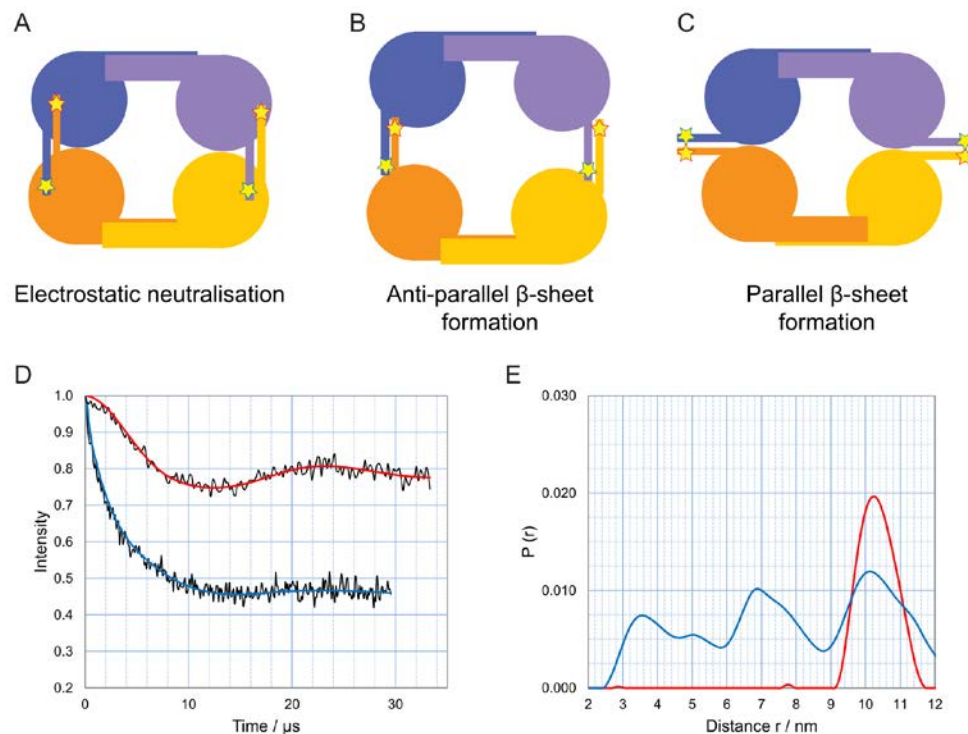 A
B
C
Electrostatic neutralisation
Anti-parallel β-sheet
formation
Parallel β-sheet
formation
D
1.0
0.9
0.8
0.7
0.6
0.5
0.4
0.3
0.2
Intensity
0
10
20
30
Time / μs
E
0.030
0.020
0.010
0.000
P (r)
2 3 4 5 6 7 8 9 10 11 12
Distance r / nm